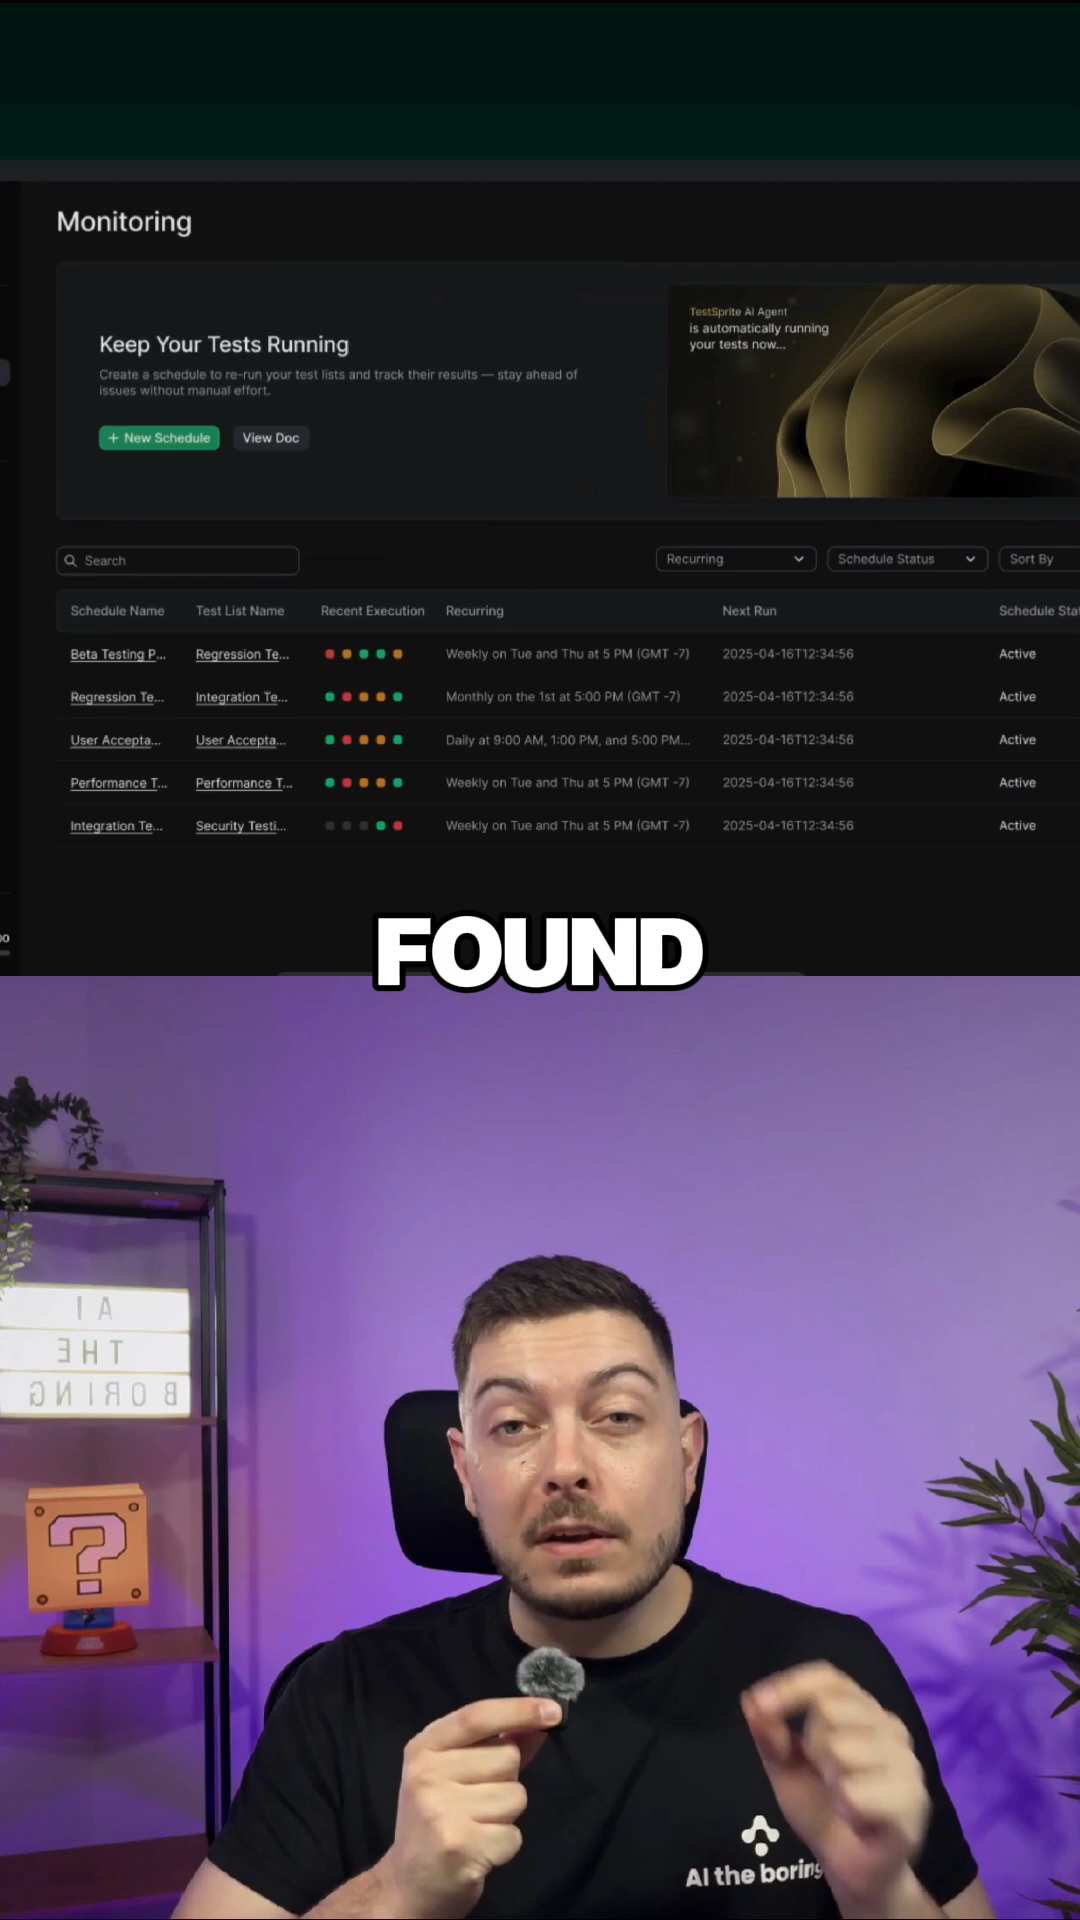 Monitoring
Keep Your Tests Running
Create a schedule to re-run your test lists and track their results — stay ahead of
issues without manual effort.
+ New Schedule
View Doc
TestSprite AI Agent
is automatically running
your tests now...
Search
Recurring
Schedule Status
Sort By
Schedule Name Test List Name Recent Execution Recurring Next Run Schedule Stat
Beta Testing P... Regression Te... Weekly on Tue and Thu at 5 PM (GMT -7) 2025-04-16T12:34:56 Active
Regression Te... Integration Te... Monthly on the 1st at 5:00 PM (GMT -7) 2025-04-16T12:34:56 Active
User Accepta... User Accepta... Daily at 9:00 AM, 1:00 PM, and 5:00 PM... 2025-04-16T12:34:56 Active
Performance T... Performance T... Weekly on Tue and Thu at 5 PM (GMT -7) 2025-04-16T12:34:56 Active
Integration Te... Security Testi... Weekly on Tue and Thu at 5 PM (GMT -7) 2025-04-16T12:34:56 Active
FOUND
AI
THE
BORING
?
AI the boring